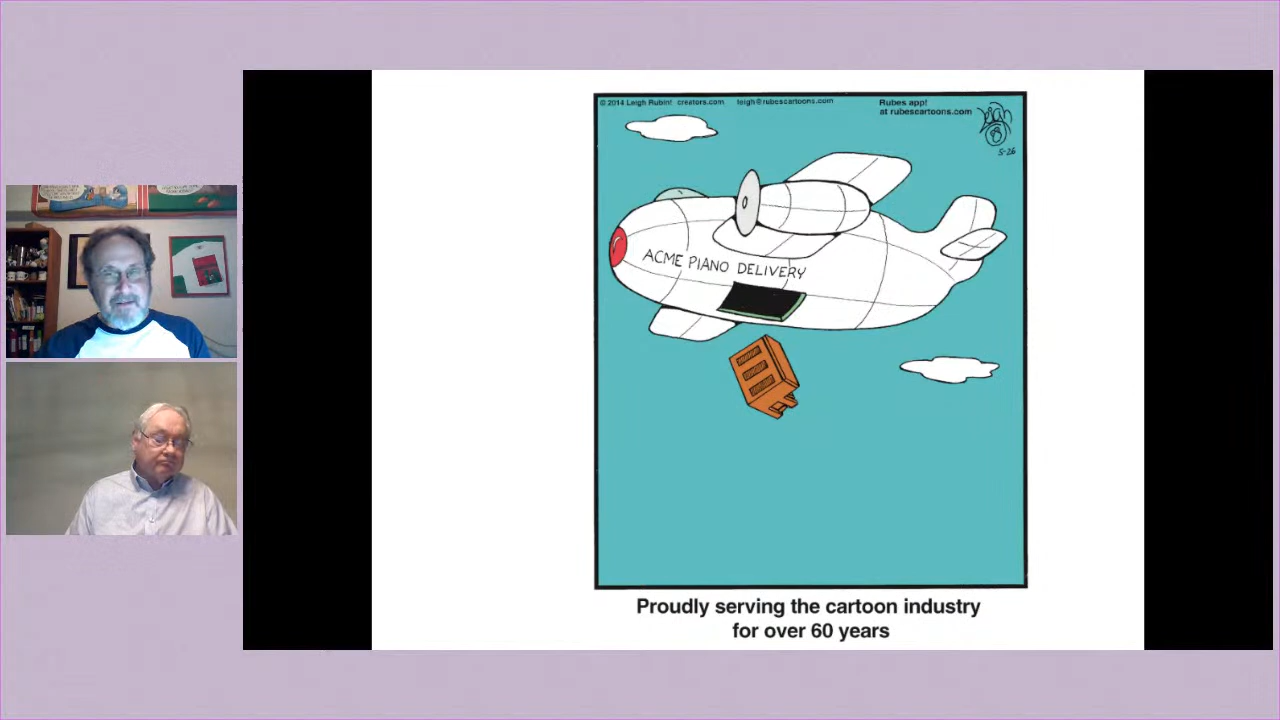 © 2014 Leigh Rubin! creators.com leigh@rubescartoons.com
Rubes app!
at rubescartoons.com
Leigh
5-26
ACME PIANO DELIVERY
Proudly serving the cartoon industry
for over 60 years